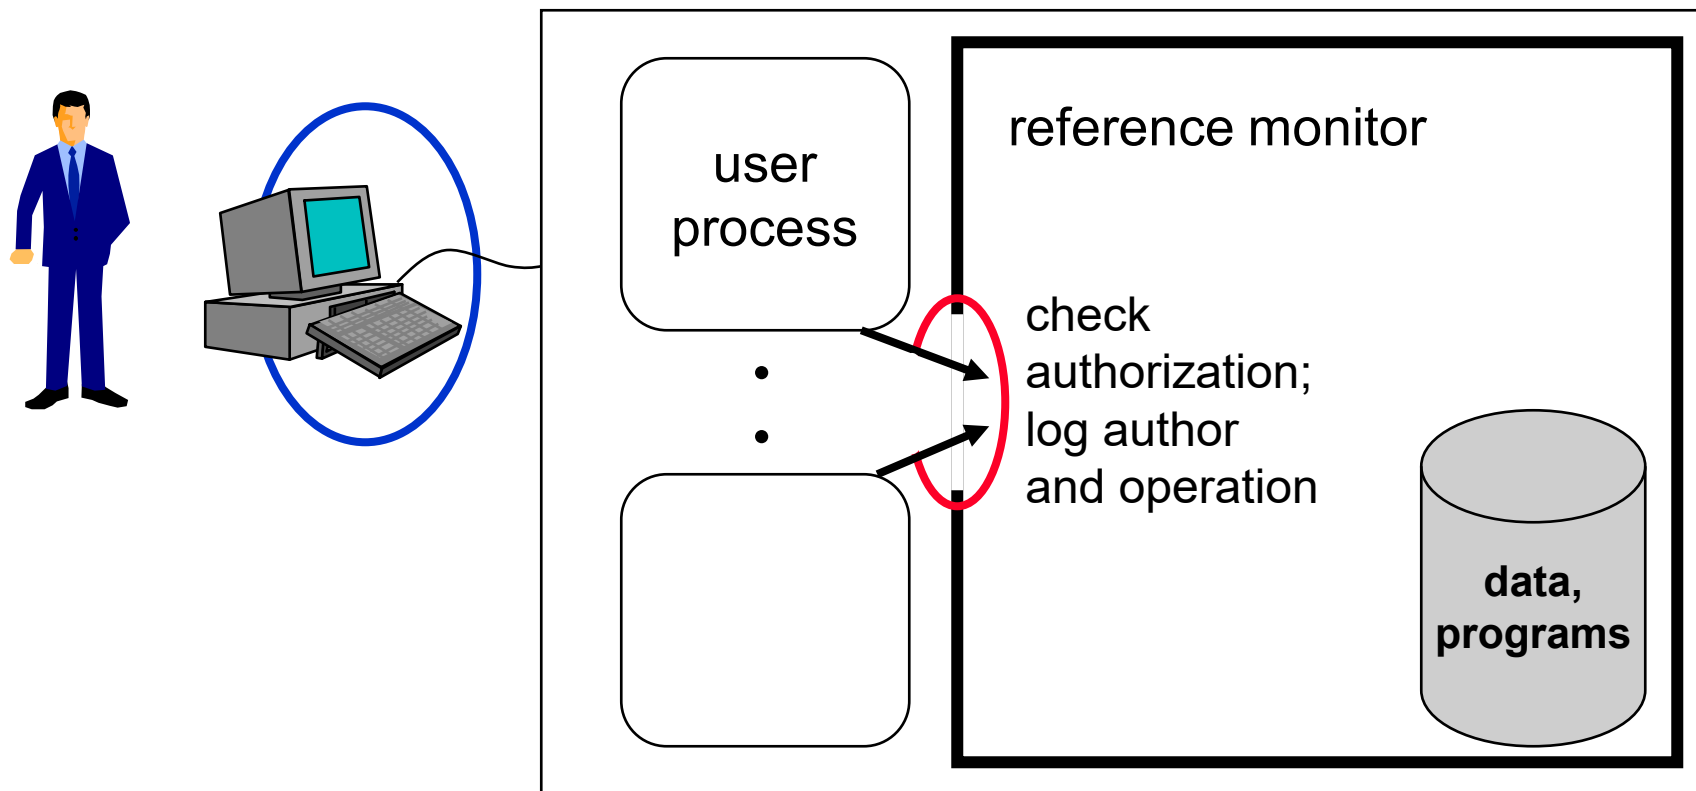 user
process
reference monitor
check
authorization;
log author
and operation
data,
programs